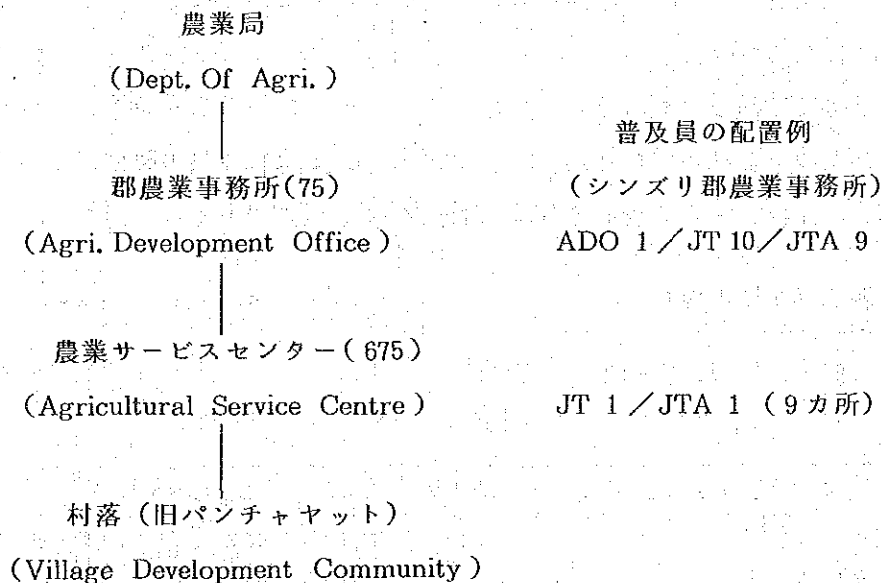 農業局
(Dept. Of Agri.)
普及員の配置例
郡農業事務所(75) (シンズリ郡農業事務所)
(Agri. Development Office) ADO 1/JT 10/JTA 9
農業サービスセンター(675)
(Agricultural Service Centre) JT 1/JTA 1 (9カ所)
村落(旧パンチャヤット)
(Village Development Community)